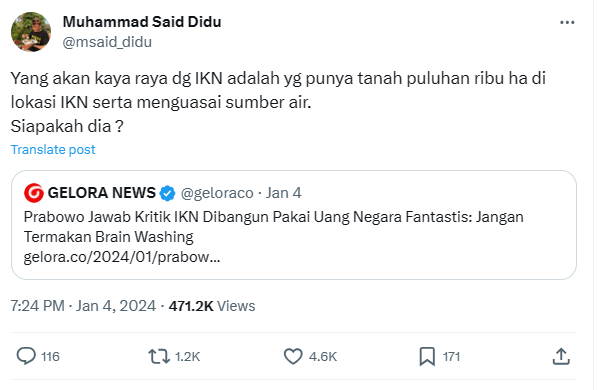 Muhammad Said Didu
@msaid_didu
Yang akan kaya raya dg IKN adalah yg punya tanah puluhan ribu ha di
lokasi IKN serta menguasai sumber air.
Siapakah dia ?
Translate post
GELORA NEWS @geloraco · Jan 4
Prabowo Jawab Kritik IKN Dibangun Pakai Uang Negara Fantastis: Jangan
Termakan Brain Washing
gelora.co/2024/01/prabow...
7:24 PM · Jan 4, 2024 · 471.2K Views
116 1.2K 4.6K 171